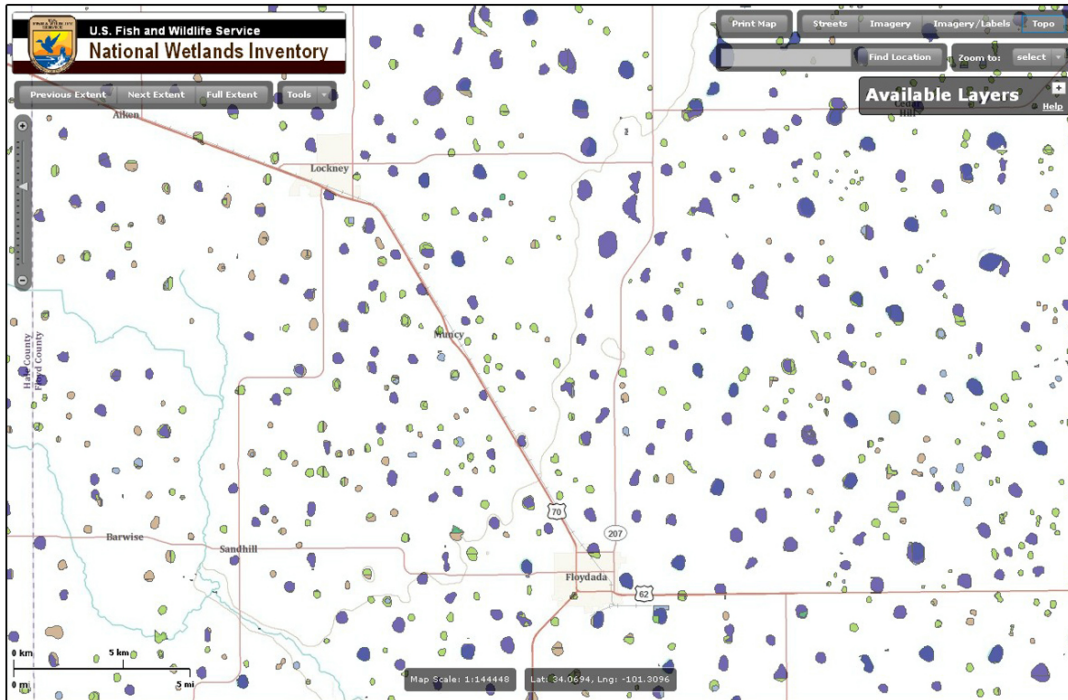 U.S. Fish and Wildlife Service
National Wetlands Inventory
Print Map
Streets
Imagery
Imagery/Labels
Topo
Find Location
Zoom to:
select
Previous Extent
Next Extent
Full Extent
Tools
Available Layers
Help
Cedar
Hill
Aiken
Lockney
Muncy
Hale County
Floyd County
70
207
Barwise
Sandhill
Floydada
62
0 km
5 km
0 mi
5 mi
Map Scale: 1:144448
Lat: 34.0694, Lng: -101.3096